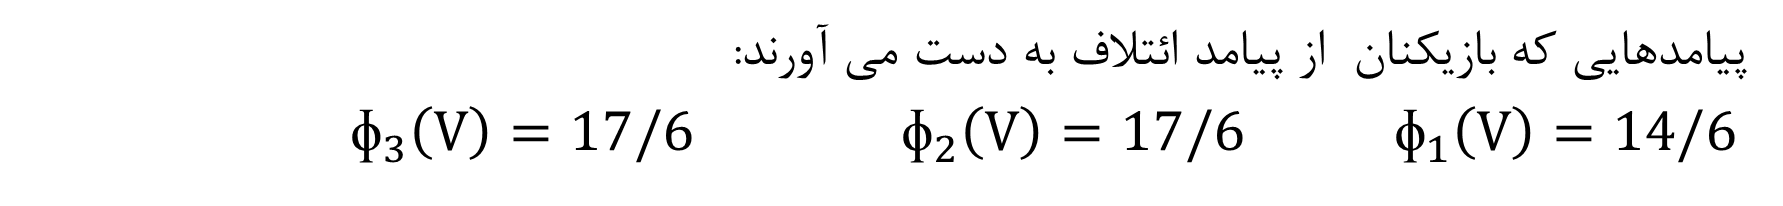 پیامدهایی که بازیکنان از پیامد ائتلاف به دست می آورند:
ϕ₁(V) = 14/6 ϕ₂(V) = 17/6 ϕ₃(V) = 17/6